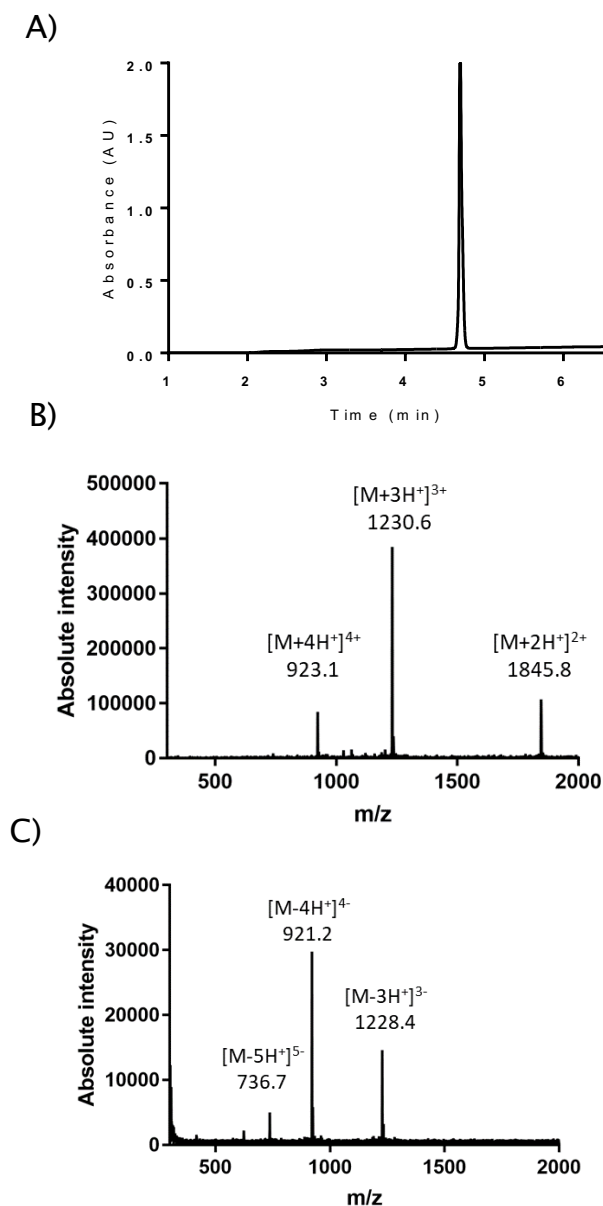 A)
2.0
1.5
1.0
0.5
0.0
Absorbance (AU)
1 2 3 4 5 6
Time (min)
B)
500000
400000
300000
200000
100000
0
Absolute intensity
[M+3H⁺]³⁺
1230.6
[M+4H⁺]⁴⁺
923.1
[M+2H⁺]²⁺
1845.8
500 1000 1500 2000
m/z
C)
40000
30000
20000
10000
0
Absolute intensity
[M-4H⁺]⁴⁻
921.2
[M-3H⁺]³⁻
1228.4
[M-5H⁺]⁵⁻
736.7
500 1000 1500 2000
m/z